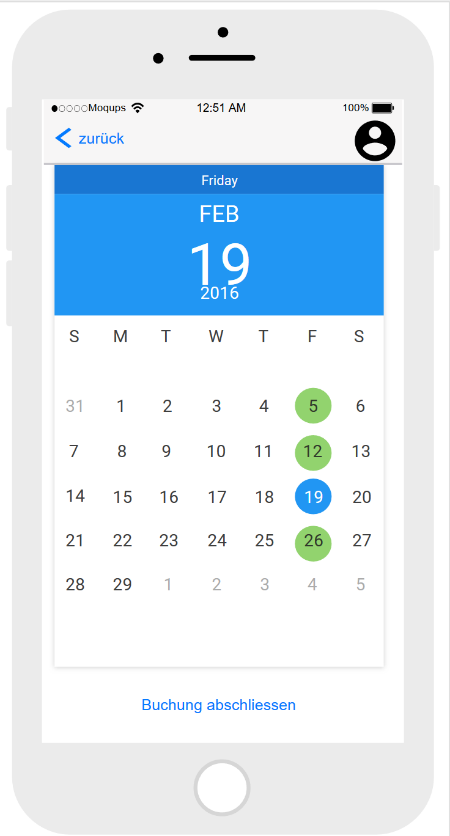 Moqups 12:51 AM 100%
zurück
Friday
FEB
19
2016
S M T W T F S
31 1 2 3 4 5 6
7 8 9 10 11 12 13
14 15 16 17 18 19 20
21 22 23 24 25 26 27
28 29 1 2 3 4 5
Buchung abschliessen